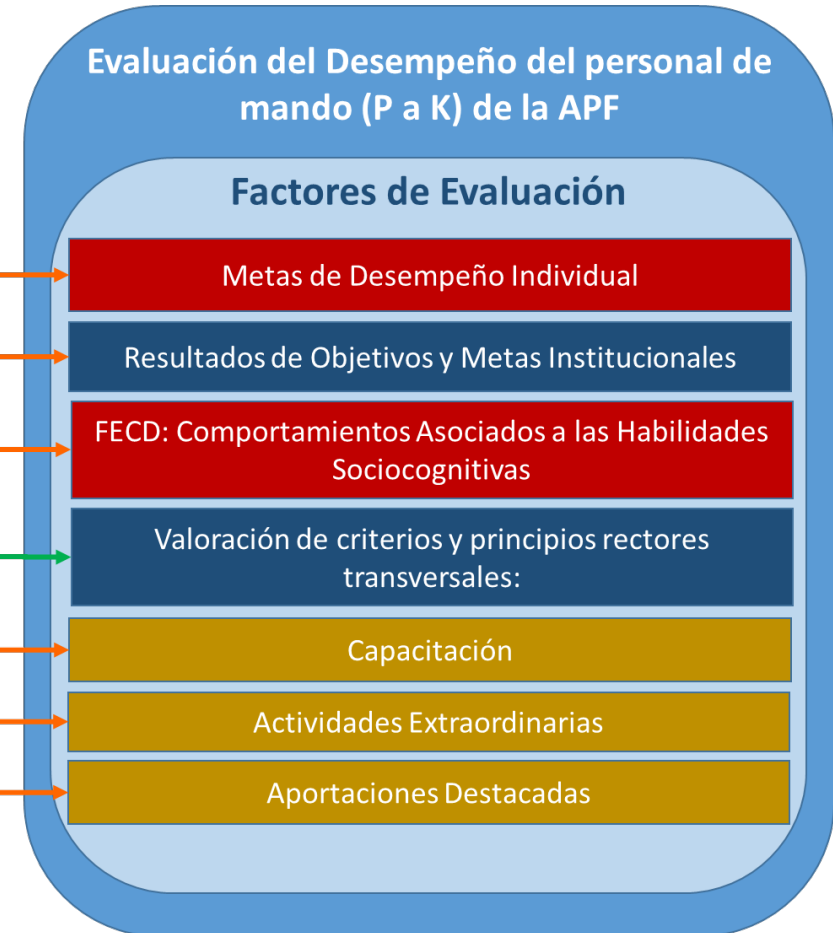 Evaluación del Desempeño del personal de
mando (P a K) de la APF
Factores de Evaluación
Metas de Desempeño Individual
Resultados de Objetivos y Metas Institucionales
FECD: Comportamientos Asociados a las Habilidades
Sociocognitivas
Valoración de criterios y principios rectores
transversales:
Capacitación
Actividades Extraordinarias
Aportaciones Destacadas